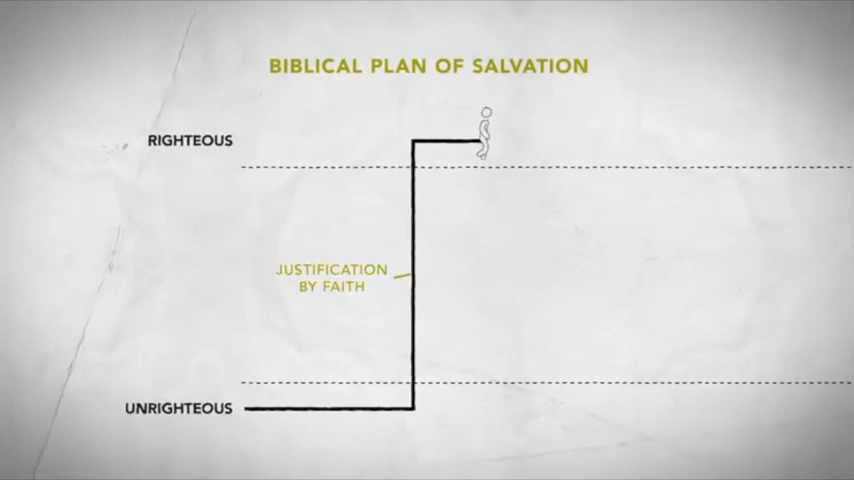 BIBLICAL PLAN OF SALVATION
RIGHTEOUS
JUSTIFICATION
BY FAITH
UNRIGHTEOUS